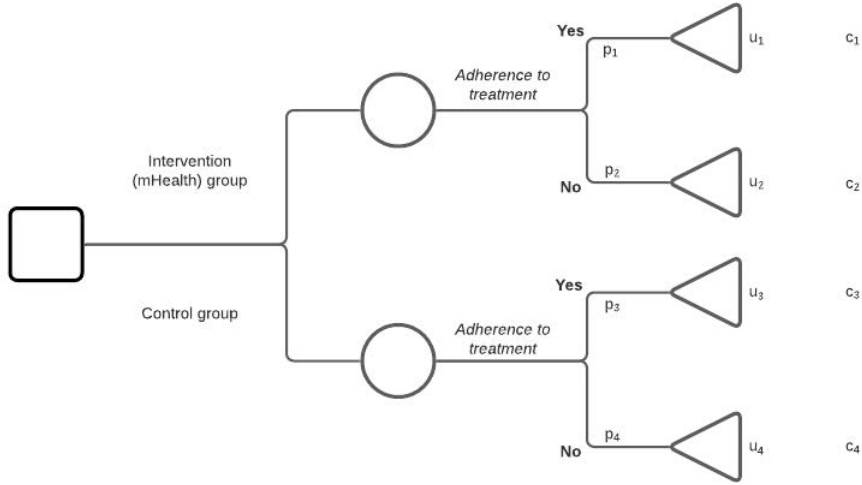 Yes
p₁
u₁
c₁
Adherence to
treatment
Intervention
(mHealth) group
p₂
No
u₂
c₂
Control group
Yes
p₃
u₃
c₃
Adherence to
treatment
p₄
No
u₄
c₄